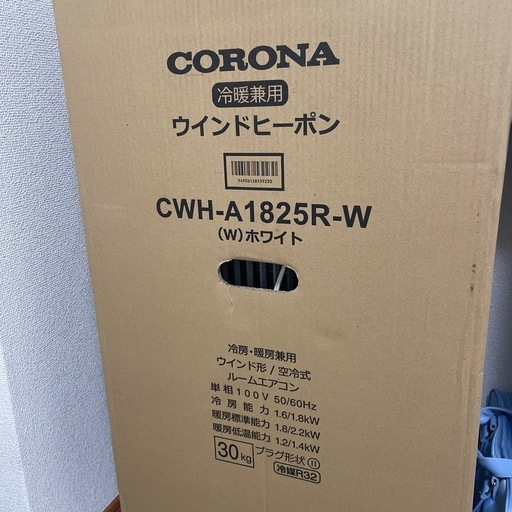 CORONA
冷暖兼用
ウインドヒーポン
CWH-A1825R-W
(W)ホワイト
冷房・暖房兼用
ウインド形/空冷式
ルームエアコン
単相100V 50/60Hz
冷房能力 1.6/1.8kW
暖房標準能力 1.8/2.2kW
暖房低温能力 1.2/1.4kW
30kg プラグ形状
冷媒R32